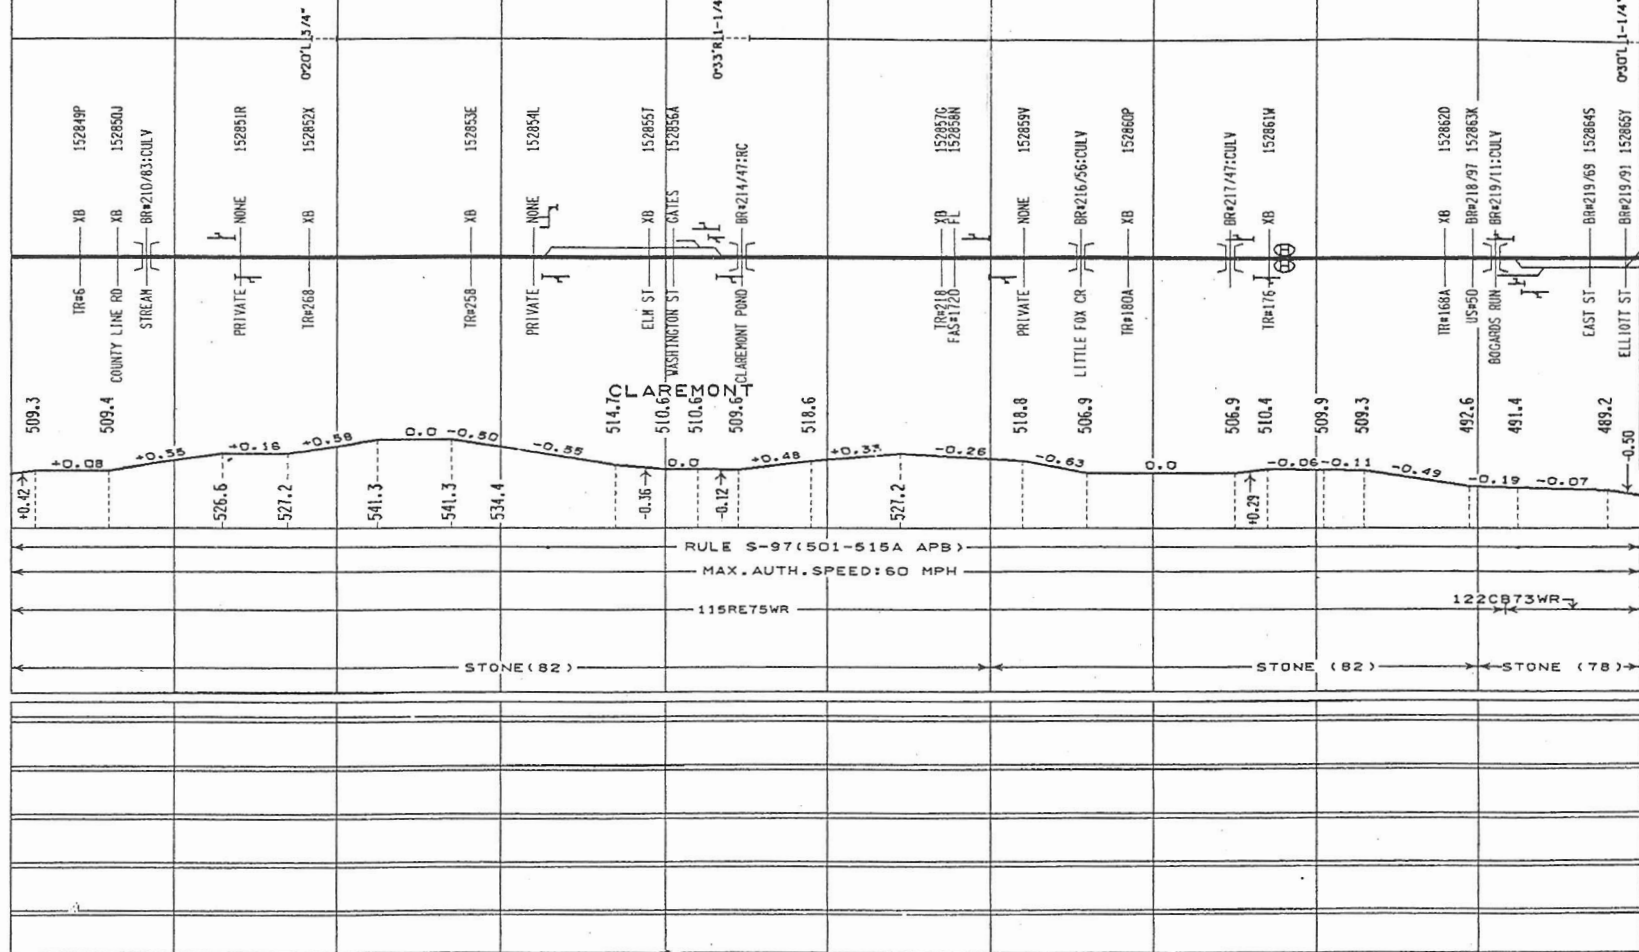 0°20'L 3/4"
0°33'R 1-1/4
0°30'L 1-1/4"
152849P
152850J
152851R
152852X
152853E
152854L
152855T
152856A
152857G
152858N
152859V
152860P
152861W
152862D
152863X
152864S
152865Y
XB
XB
BR#210/83:CULV
NONE
XB
XB
NONE
XB
GATES
BR#214/47:RC
XB
FL
NONE
BR#216/56:CULV
XB
BR#217/47:CULV
XB
XB
BR#218/97
BR#219/11:CULV
BR#219/69
BR#219/91
TR#6
COUNTY LINE RD
STREAM
PRIVATE
TR#268
TR#258
PRIVATE
ELM ST
WASHINGTON ST
CLAREMONT POND
TR#218
FAS#1720
PRIVATE
LITTLE FOX CR
TR#180A
TR#176
TR#168A
US#50
BOGARDS RUN
EAST ST
ELLIOTT ST
CLAREMONT
509.3
509.4
514.7
510.6
510.6
509.6
518.6
518.8
506.9
506.9
510.4
509.9
509.3
492.6
491.4
489.2
+0.42
+0.08
+0.55
+0.16
+0.58
0.0
-0.50
-0.55
-0.36
0.0
-0.12
+0.48
+0.33
-0.26
-0.63
0.0
+0.29
-0.06
-0.11
-0.49
-0.19
-0.07
-0.50
526.6
527.2
541.3
541.3
534.4
527.2
RULE S-97(501-515A APB)
MAX.AUTH.SPEED:60 MPH
115RE75WR
122CB73WR
STONE(82)
STONE (82)
STONE (78)